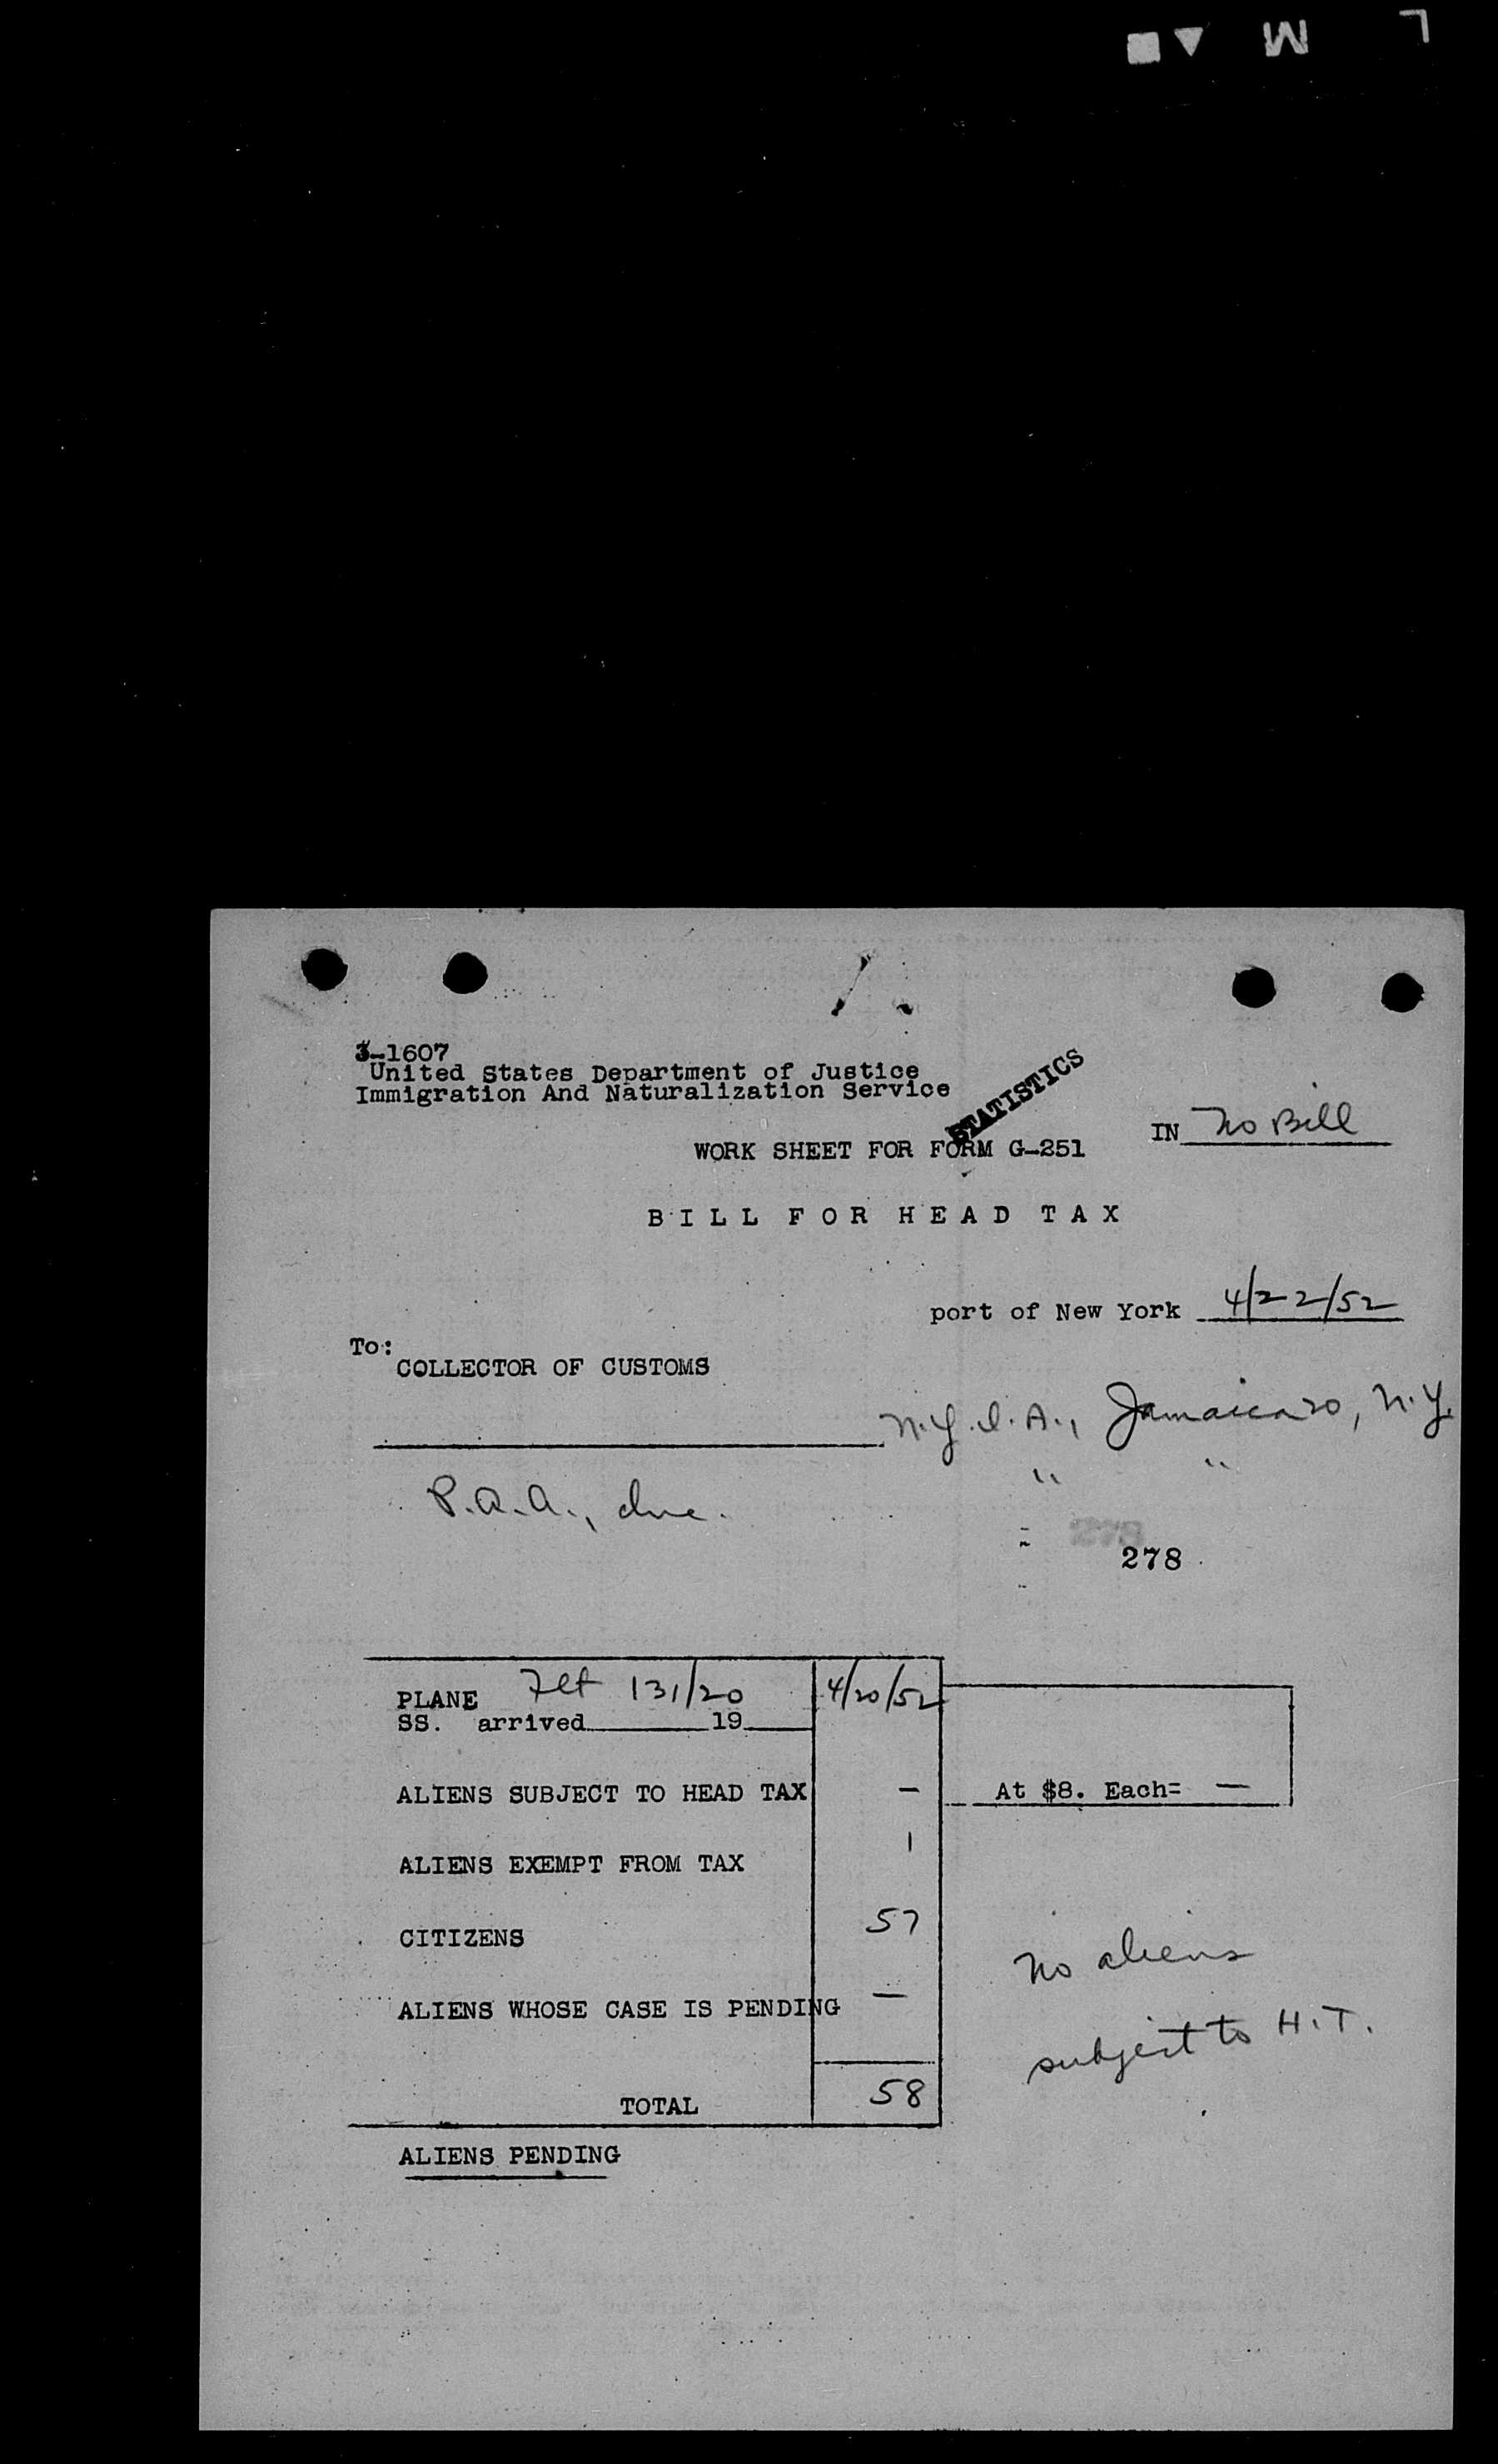 L M
3-1607
United States Department of Justice
Immigration And Naturalization Service
STATISTICS
IN No Bill
WORK SHEET FOR FORM G-251
BILL FOR HEAD TAX
port of New York 4/22/52
To:
COLLECTOR OF CUSTOMS
N.Y.I.A., Jamaica 20, N.Y.
P.A.A., Inc. " "
278
278
PLANE Flt 131/20 4/20/52
SS. arrived 19
ALIENS SUBJECT TO HEAD TAX — At $8. Each= —
ALIENS EXEMPT FROM TAX 1
CITIZENS 57
No aliens
ALIENS WHOSE CASE IS PENDING —
subject to H.T.
TOTAL 58
ALIENS PENDING